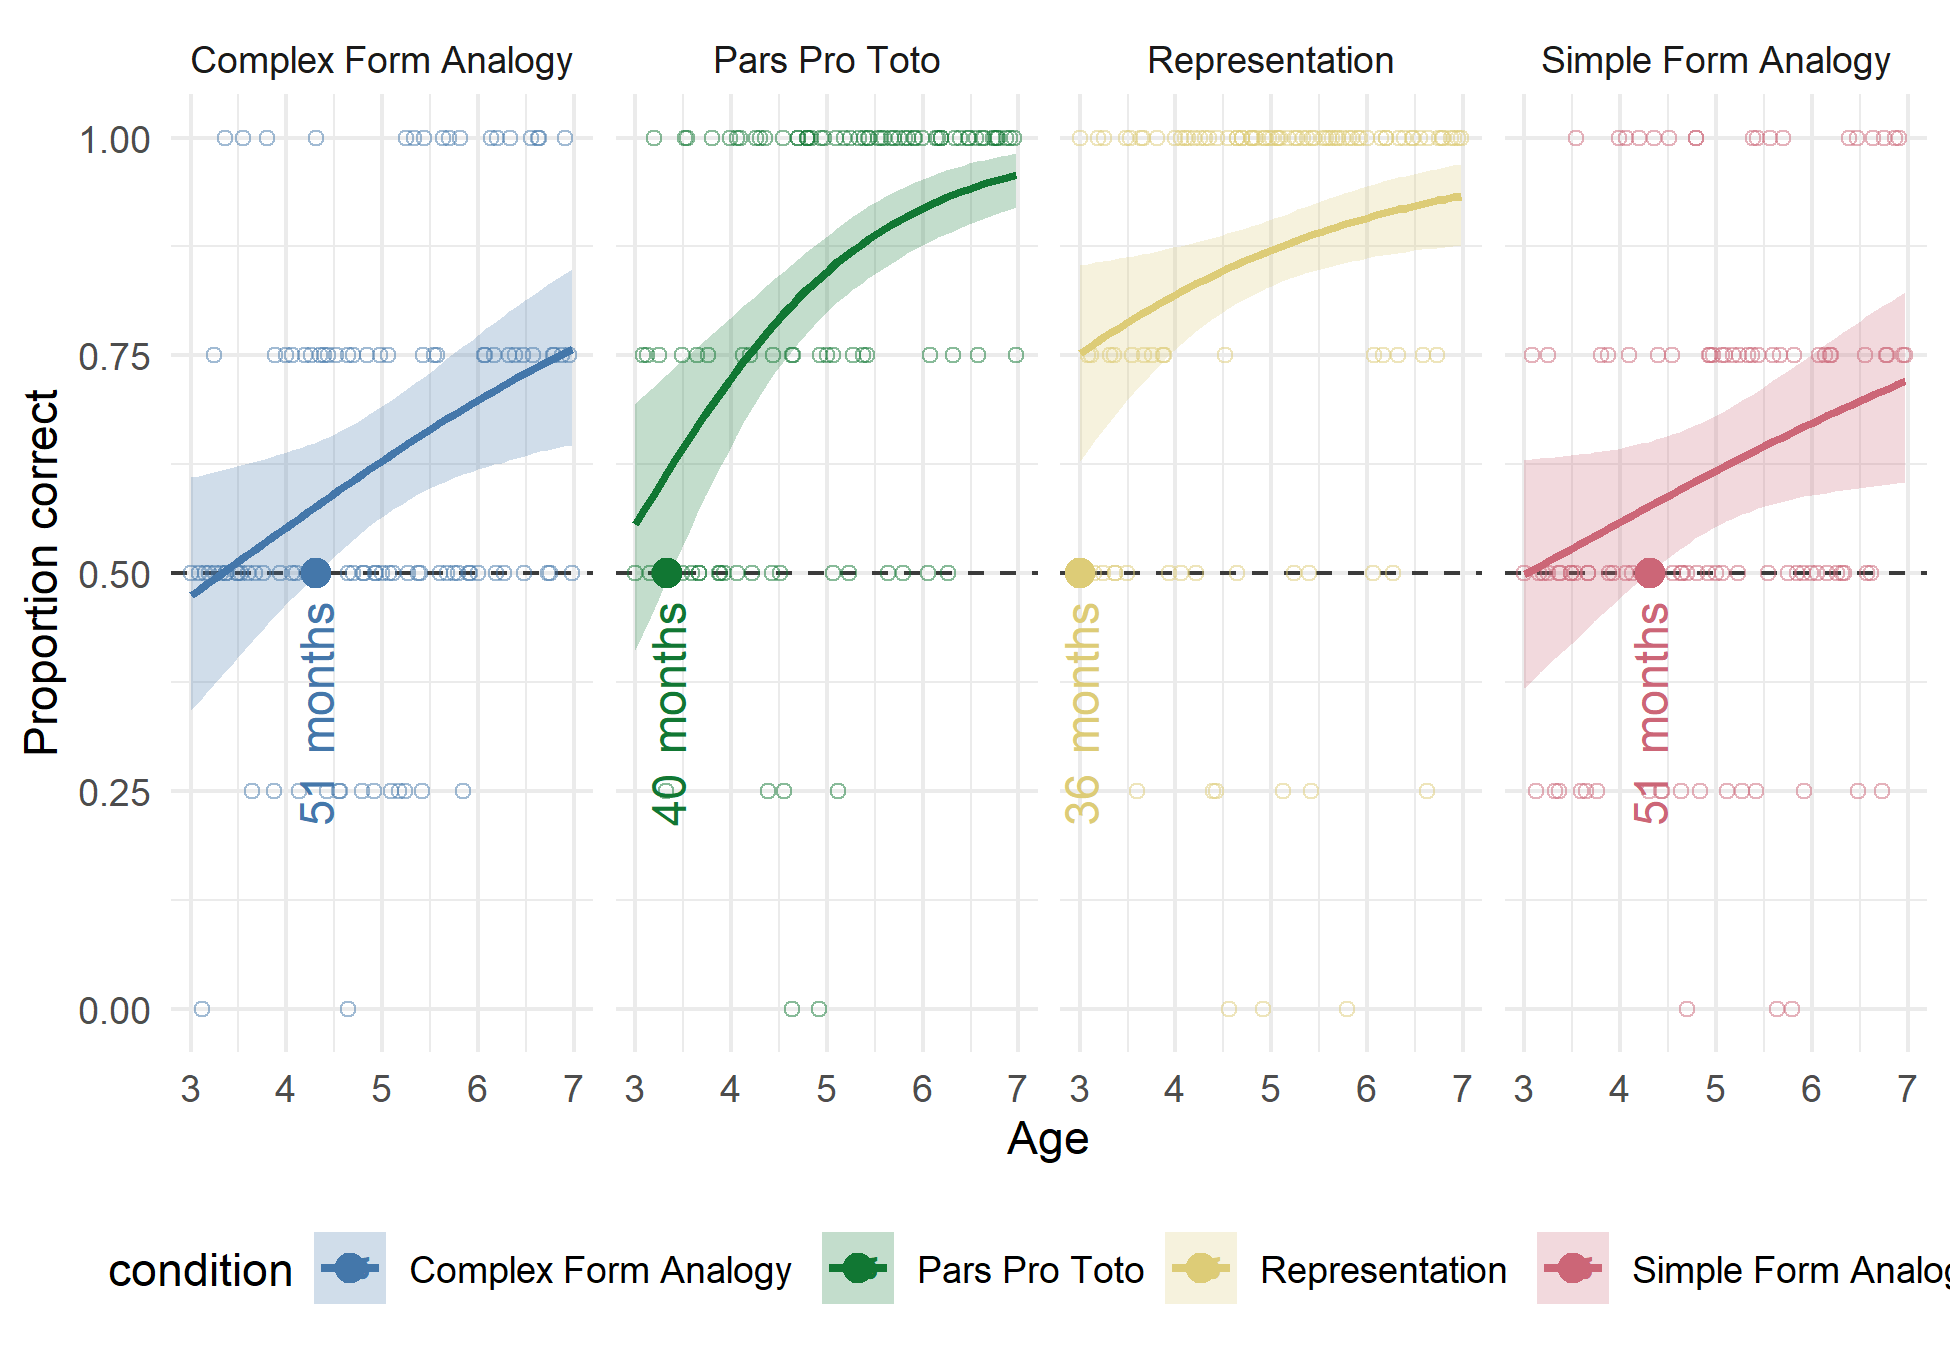 Complex Form Analogy Pars Pro Toto Representation Simple Form Analogy
1.00
0.75
0.50
0.25
0.00
Proportion correct
51 months
40 months
36 months
51 months
3 4 5 6 7 3 4 5 6 7 3 4 5 6 7 3 4 5 6 7
Age
condition Complex Form Analogy Pars Pro Toto Representation Simple Form Analog